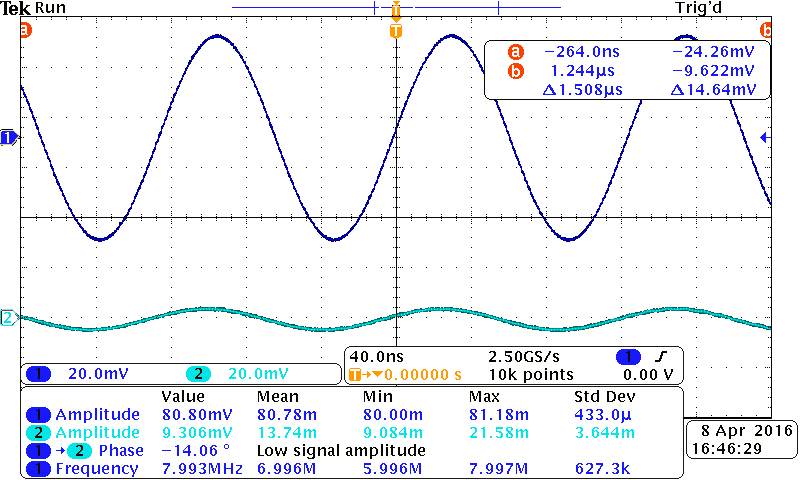 Tek Run Trig'd
a T b
a −264.0ns −24.26mV
b 1.244µs −9.622mV
Δ1.508µs Δ14.64mV
1
2
1 20.0mV 2 20.0mV
40.0ns 2.50GS/s 1
T→▼0.00000 s 10k points 0.00 V
Value Mean Min Max Std Dev
1 Amplitude 80.80mV 80.78m 80.00m 81.18m 433.0µ
2 Amplitude 9.306mV 13.74m 9.084m 21.58m 3.644m
1 → 2 Phase −14.06 ° Low signal amplitude
1 Frequency 7.993MHz 6.996M 5.996M 7.997M 627.3k
8 Apr 2016
16:46:29